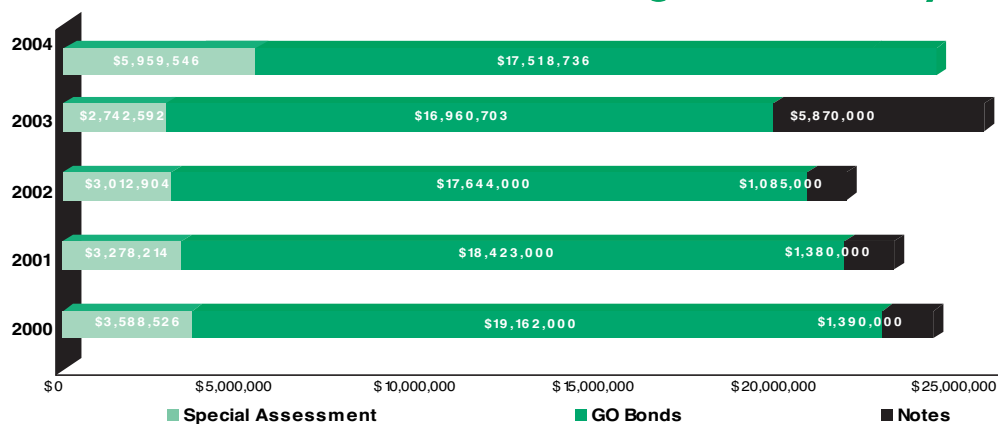 2004 $5,959,546 $17,518,736
2003 $2,742,592 $16,960,703 $5,870,000
2002 $3,012,904 $17,644,000 $1,085,000
2001 $3,278,214 $18,423,000 $1,380,000
2000 $3,588,526 $19,162,000 $1,390,000
$0 $5,000,000 $10,000,000 $15,000,000 $20,000,000 $25,000,000
Special Assessment GO Bonds Notes